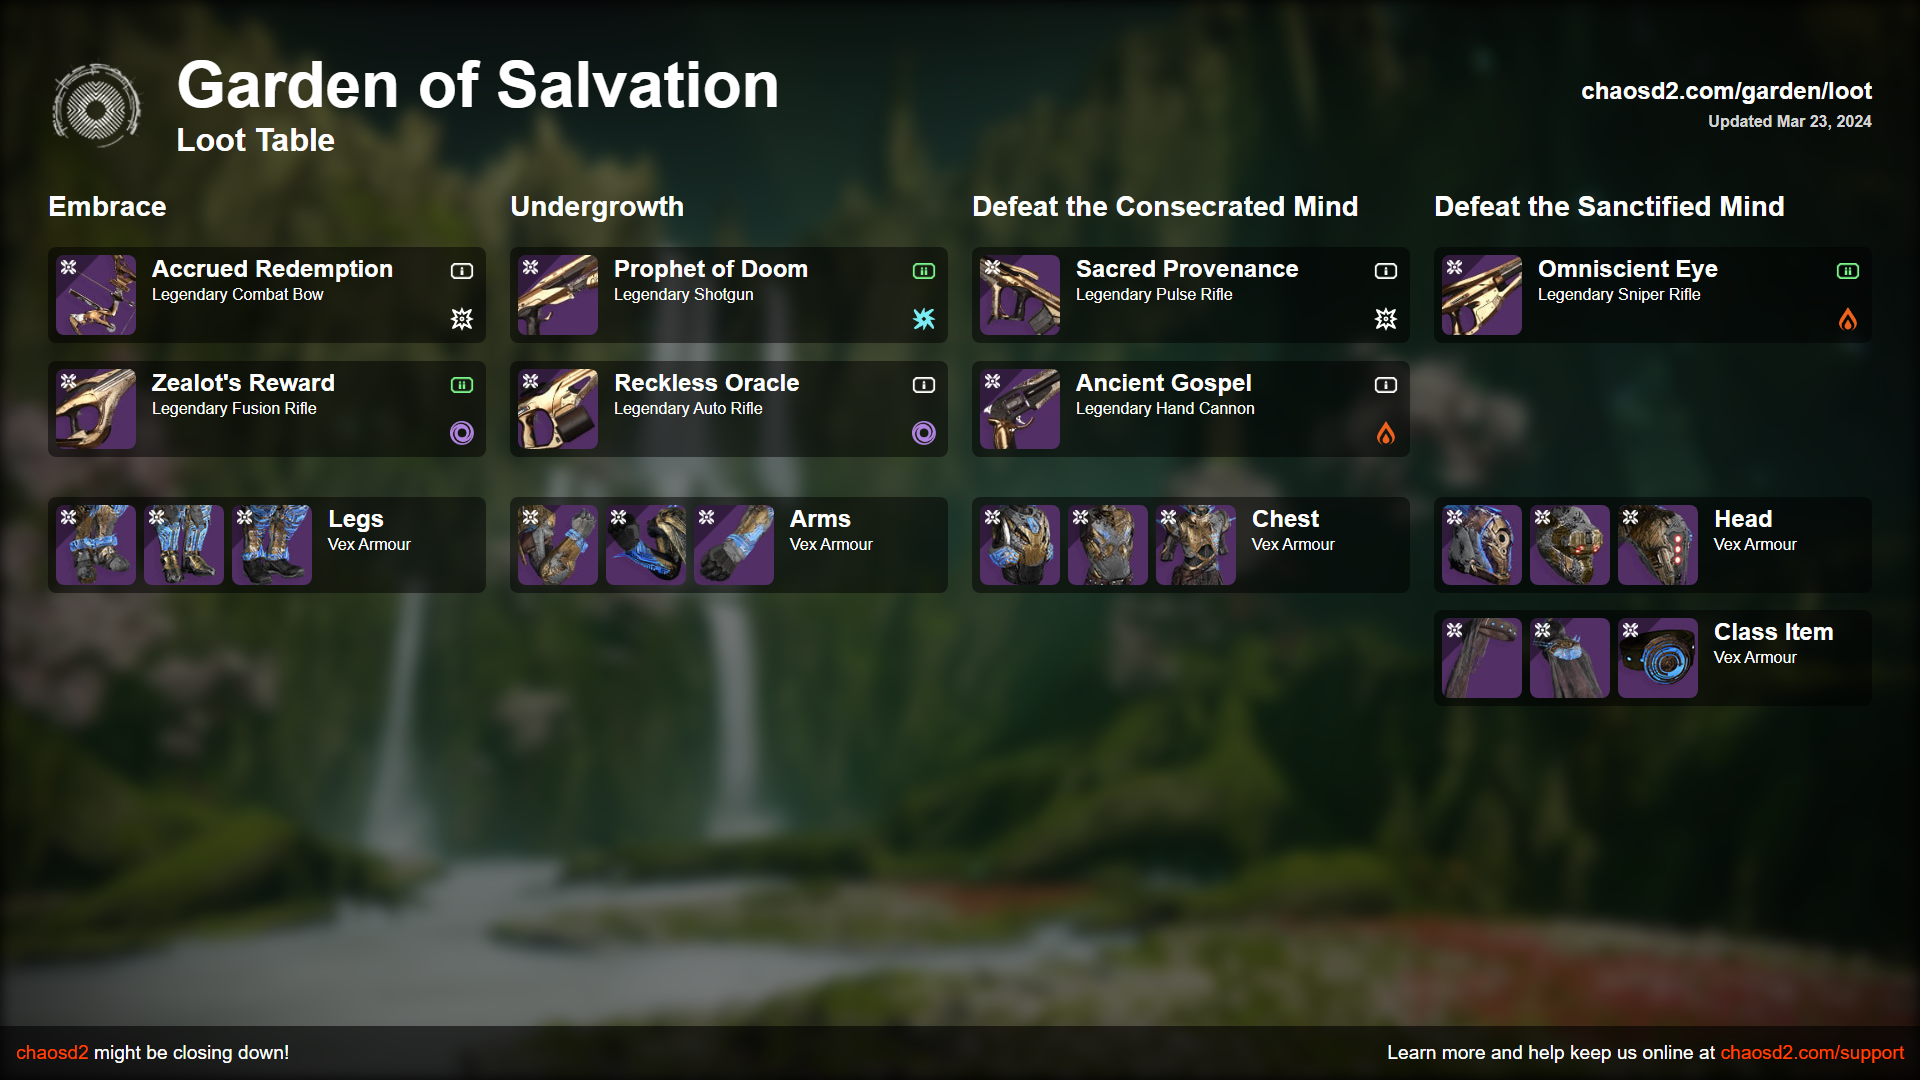 Garden of Salvation
Loot Table
chaosd2.com/garden/loot
Updated Mar 23, 2024
Embrace
Accrued Redemption
Legendary Combat Bow
Zealot's Reward
Legendary Fusion Rifle
Legs
Vex Armour
Undergrowth
Prophet of Doom
Legendary Shotgun
Reckless Oracle
Legendary Auto Rifle
Arms
Vex Armour
Defeat the Consecrated Mind
Sacred Provenance
Legendary Pulse Rifle
Ancient Gospel
Legendary Hand Cannon
Chest
Vex Armour
Defeat the Sanctified Mind
Omniscient Eye
Legendary Sniper Rifle
Head
Vex Armour
Class Item
Vex Armour
chaosd2 might be closing down!
Learn more and help keep us online at chaosd2.com/support